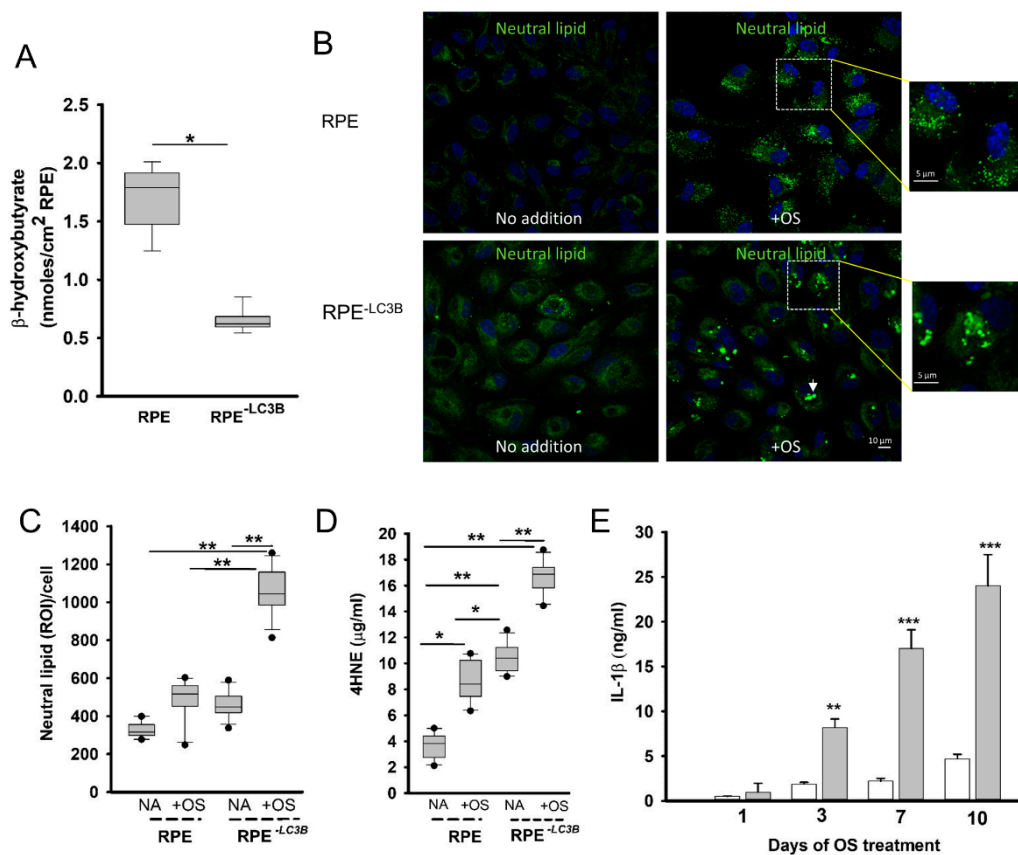 A
β-hydroxybutyrate
(nmoles/cm2 RPE)
2.5
2.0
1.5
1.0
0.5
0.0
*
RPE
RPE-LC3B
B
RPE
RPE-LC3B
Neutral lipid
No addition
Neutral lipid
+OS
5 µm
Neutral lipid
No addition
Neutral lipid
+OS
10 µm
5 µm
C
Neutral lipid (ROI)/cell
1400
1200
1000
800
600
400
200
0
** **
**
NA +OS NA +OS
RPE RPE-LC3B
D
4HNE (µg/ml)
20
18
16
14
12
10
8
6
4
2
0
** **
**
* *
NA +OS NA +OS
RPE RPE-LC3B
E
IL-1β (ng/ml)
30
25
20
15
10
5
0
** *** ***
1 3 7 10
Days of OS treatment